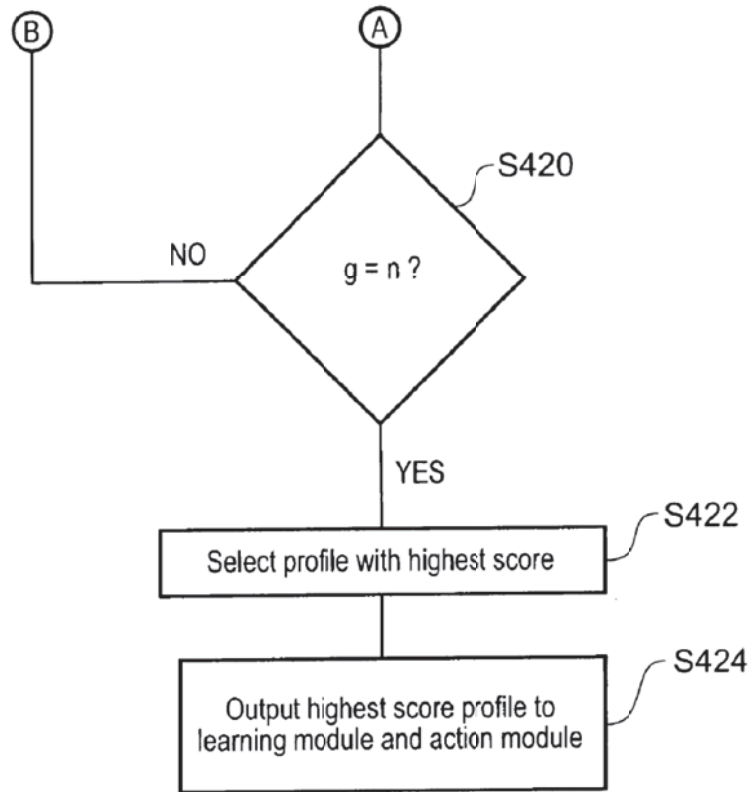 B
A
S420
NO
g = n ?
YES
S422
Select profile with highest score
S424
Output highest score profile to
learning module and action module